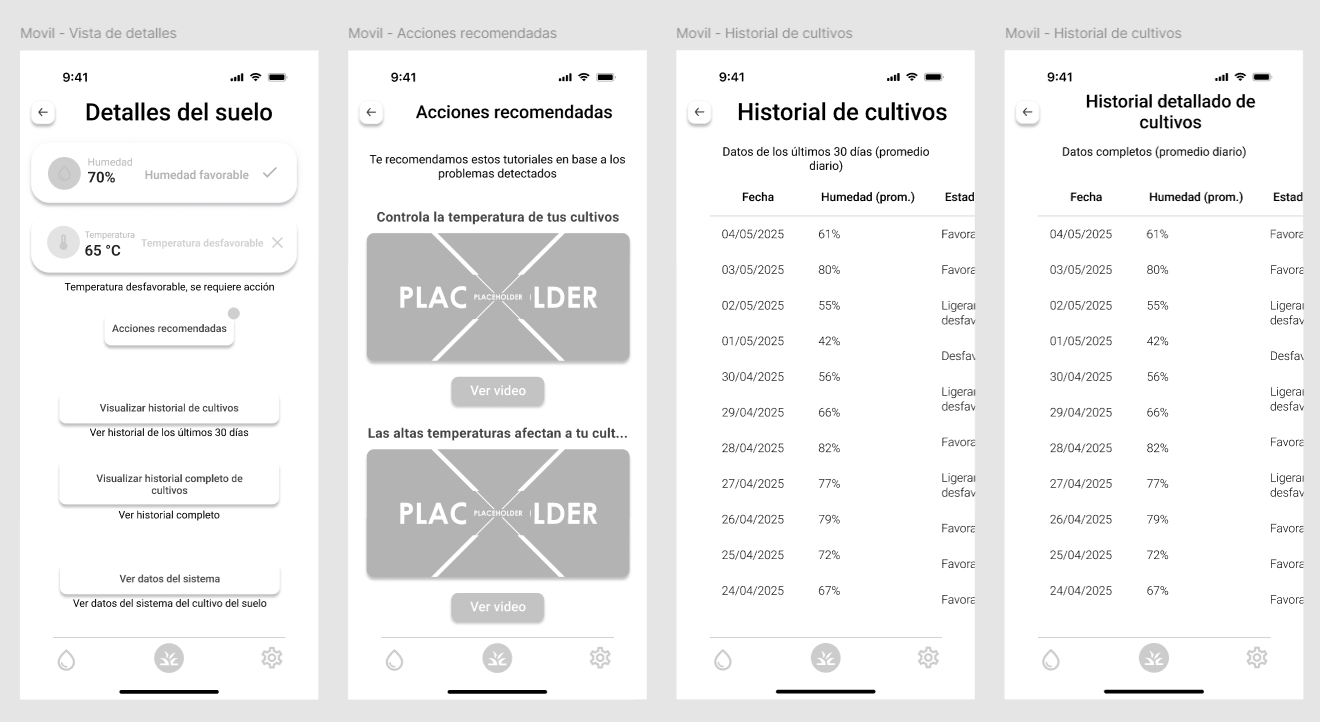 Movil - Vista de detalles
9:41
Detalles del suelo
Humedad
70%
Humedad favorable
Temperatura
65 °C
Temperatura desfavorable
Temperatura desfavorable, se requiere acción
Acciones recomendadas
Visualizar historial de cultivos
Ver historial de los últimos 30 días
Visualizar historial completo de
cultivos
Ver historial completo
Ver datos del sistema
Ver datos del sistema del cultivo del suelo
Movil - Acciones recomendadas
9:41
Acciones recomendadas
Te recomendamos estos tutoriales en base a los
problemas detectados
Controla la temperatura de tus cultivos
PLAC PLACEHOLDER LDER
Ver video
Las altas temperaturas afectan a tu cult...
PLAC PLACEHOLDER LDER
Ver video
Movil - Historial de cultivos
9:41
Historial de cultivos
Datos de los últimos 30 días (promedio
diario)
Fecha Humedad (prom.) Estad
04/05/2025 61% Favora
03/05/2025 80% Favora
02/05/2025 55% Ligerar
desfav
01/05/2025 42% Desfav
30/04/2025 56% Ligerar
desfav
29/04/2025 66% Favora
28/04/2025 82% Ligerar
desfav
27/04/2025 77% Favora
26/04/2025 79% Favora
25/04/2025 72% Favora
24/04/2025 67%
Movil - Historial de cultivos
9:41
Historial detallado de
cultivos
Datos completos (promedio diario)
Fecha Humedad (prom.) Estad
04/05/2025 61% Favora
03/05/2025 80% Favora
02/05/2025 55% Ligerar
desfav
01/05/2025 42% Desfav
30/04/2025 56% Ligerar
desfav
29/04/2025 66% Favora
28/04/2025 82% Ligerar
desfav
27/04/2025 77% Favora
26/04/2025 79% Favora
25/04/2025 72% Favora
24/04/2025 67%